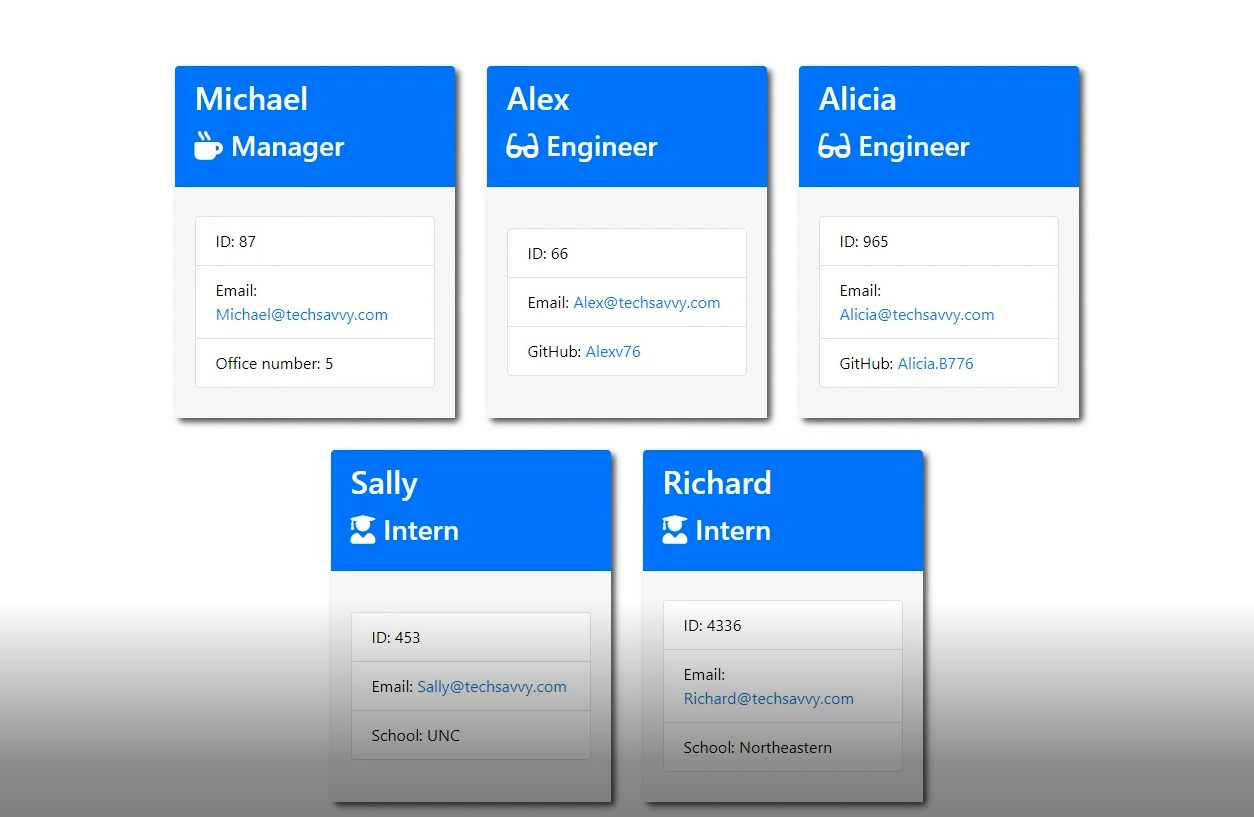 Michael
Manager
ID: 87
Email:
Michael@techsavvy.com
Office number: 5
Alex
Engineer
ID: 66
Email: Alex@techsavvy.com
GitHub: Alexv76
Alicia
Engineer
ID: 965
Email:
Alicia@techsavvy.com
GitHub: Alicia.B776
Sally
Intern
ID: 453
Email: Sally@techsavvy.com
School: UNC
Richard
Intern
ID: 4336
Email:
Richard@techsavvy.com
School: Northeastern